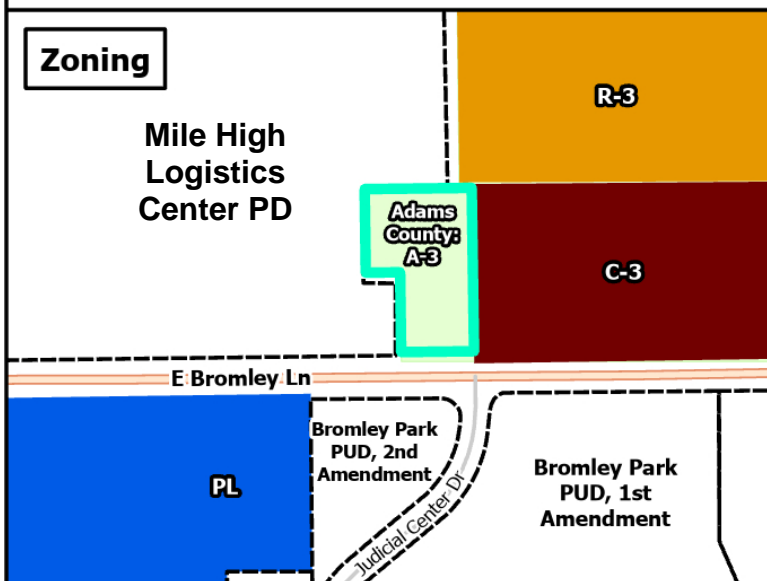 Zoning
R-3
Mile High
Logistics
Center PD
Adams
County:
A-3
C-3
E Bromley Ln
Bromley Park
PUD, 2nd
Amendment
PL
Bromley Park
PUD, 1st
Amendment
Judicial Center Dr